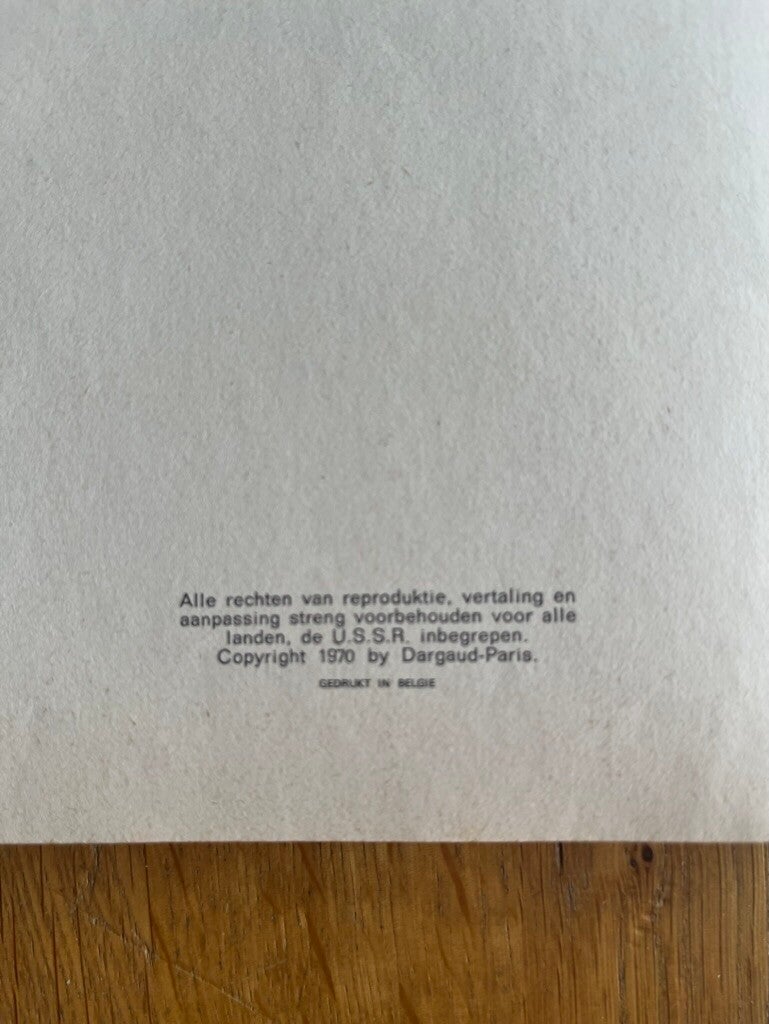 Alle rechten van reproduktie, vertaling en
aanpassing streng voorbehouden voor alle
landen, de U.S.S.R. inbegrepen.
Copyright 1970 by Dargaud-Paris.
GEDRUKT IN BELGIE